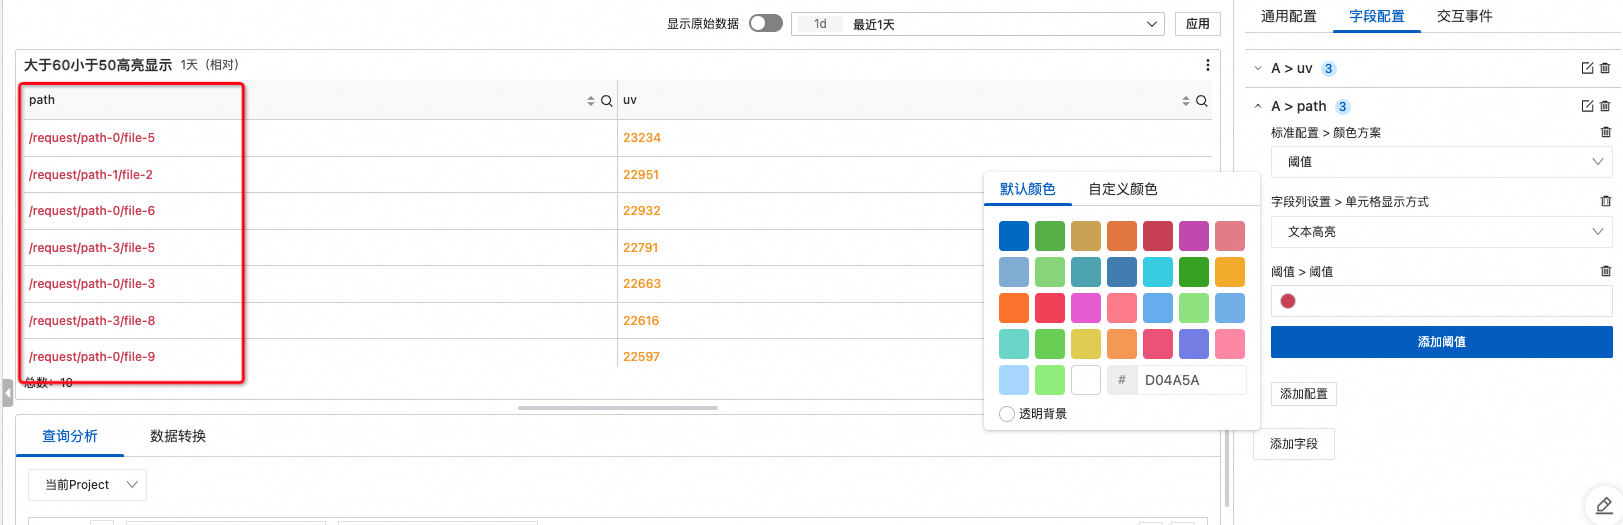 显示原始数据 1d 最近1天 应用
大于60小于50高亮显示 1天（相对）
path uv
/request/path-0/file-5 23234
/request/path-1/file-2 22951
/request/path-0/file-6 22932
/request/path-3/file-5 22791
/request/path-0/file-3 22663
/request/path-3/file-8 22616
/request/path-0/file-9 22597
总数: 10
查询分析 数据转换
当前Project
默认颜色 自定义颜色
# D04A5A
透明背景
通用配置 字段配置 交互事件
A > uv 3
A > path 3
标准配置 > 颜色方案
阈值
字段列设置 > 单元格显示方式
文本高亮
阈值 > 阈值
添加阈值
添加配置
添加字段